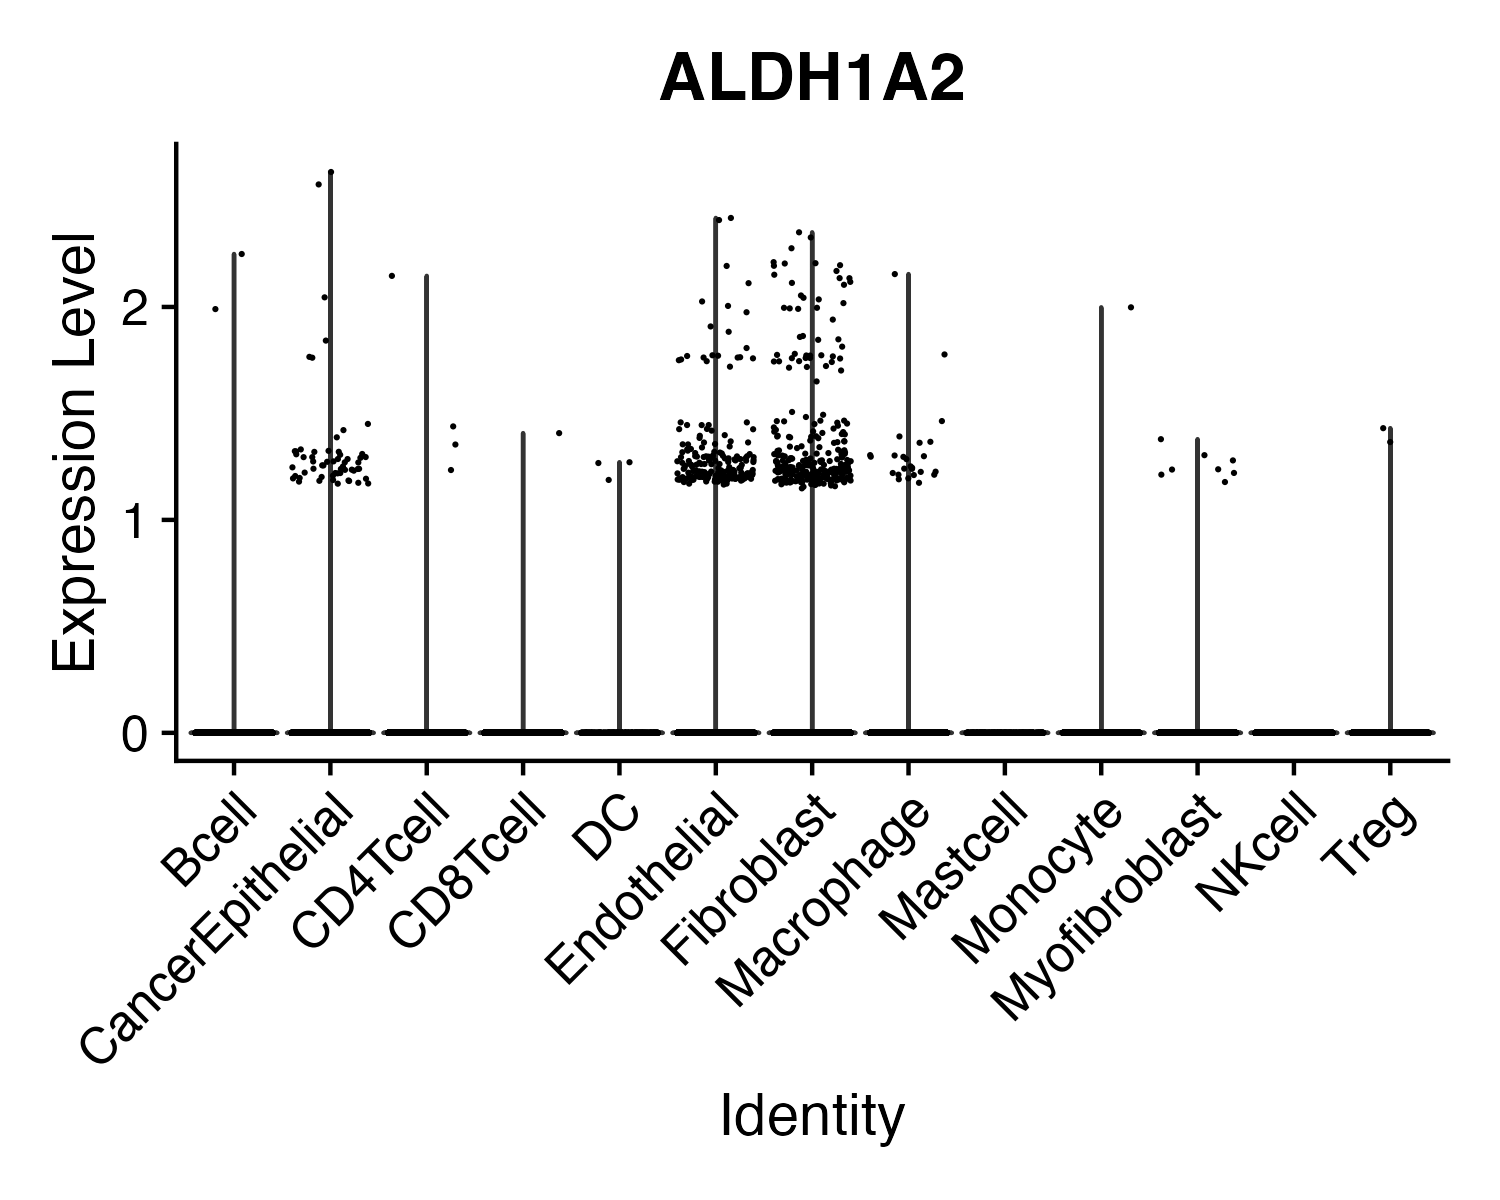 ALDH1A2
Expression Level
2
1
0
Bcell
CancerEpithelial
CD4Tcell
CD8Tcell
DC
Endothelial
Fibroblast
Macrophage
Mastcell
Monocyte
Myofibroblast
NKcell
Treg
Identity